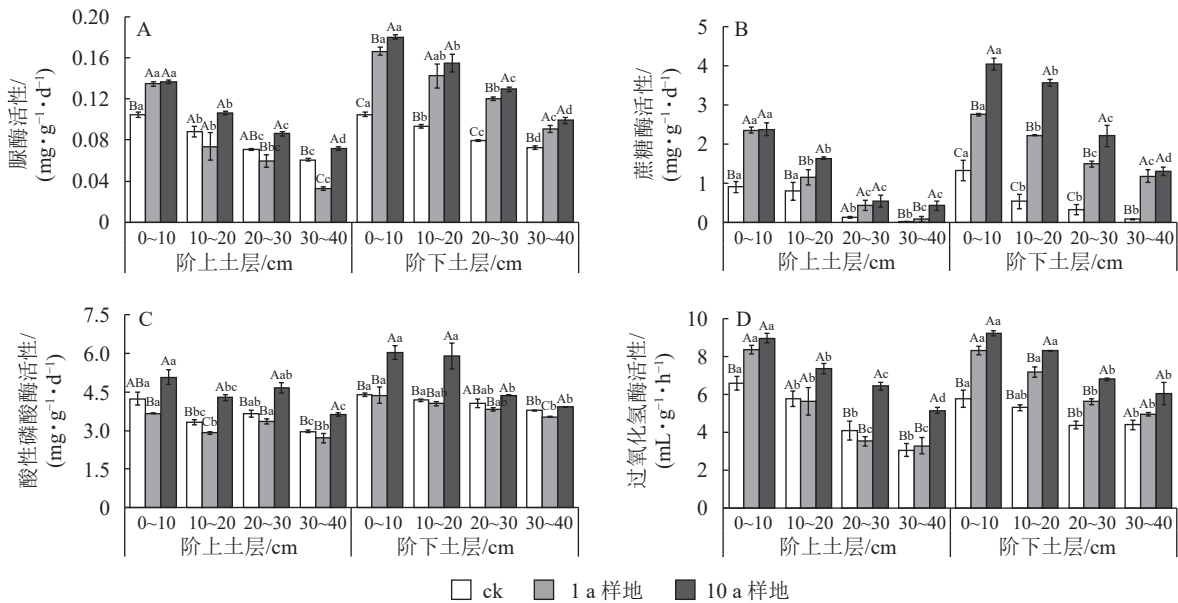 A
脲酶活性/
(mg·g⁻¹·d⁻¹)
0.20
0.16
0.12
0.08
0.04
0
Ba Aa Aa Ab Ab Ab ABc Bbc Ac Bc Cc Ad Ca Ba Aa Bb Aab Ab Cc Bb Ac Bd Ac Ad
0~10 10~20 20~30 30~40 0~10 10~20 20~30 30~40
阶上土层/cm 阶下土层/cm
B
蔗糖酶活性/
(mg·g⁻¹·d⁻¹)
5
4
3
2
1
0
Ba Aa Aa Ba Bb Ab Ab Ac Ac Bb Bc Ac Ca Ba Aa Cb Bb Ab Cb Bc Ac Bb Ac Ad
0~10 10~20 20~30 30~40 0~10 10~20 20~30 30~40
阶上土层/cm 阶下土层/cm
C
酸性磷酸酶活性/
(mg·g⁻¹·d⁻¹)
7.5
6.0
4.5
3.0
1.5
0
ABa Ba Aa Bbc Cb Abc Bab Ba Aab Bc Bb Ac Ba Ba Aa Ba Bab Aa ABab Bab Ab Bb Cb Ab
0~10 10~20 20~30 30~40 0~10 10~20 20~30 30~40
阶上土层/cm 阶下土层/cm
D
过氧化氢酶活性/
(mL·g⁻¹·h⁻¹)
10
8
6
4
2
0
Ba Aa Aa Ab Ab Ab Bb Bc Ac Bb Bc Ad Ba Aa Aa Bab Ba Ab Bb Bb Ab Ab Ab Ab
0~10 10~20 20~30 30~40 0~10 10~20 20~30 30~40
阶上土层/cm 阶下土层/cm
ck 1 a 样地 10 a 样地